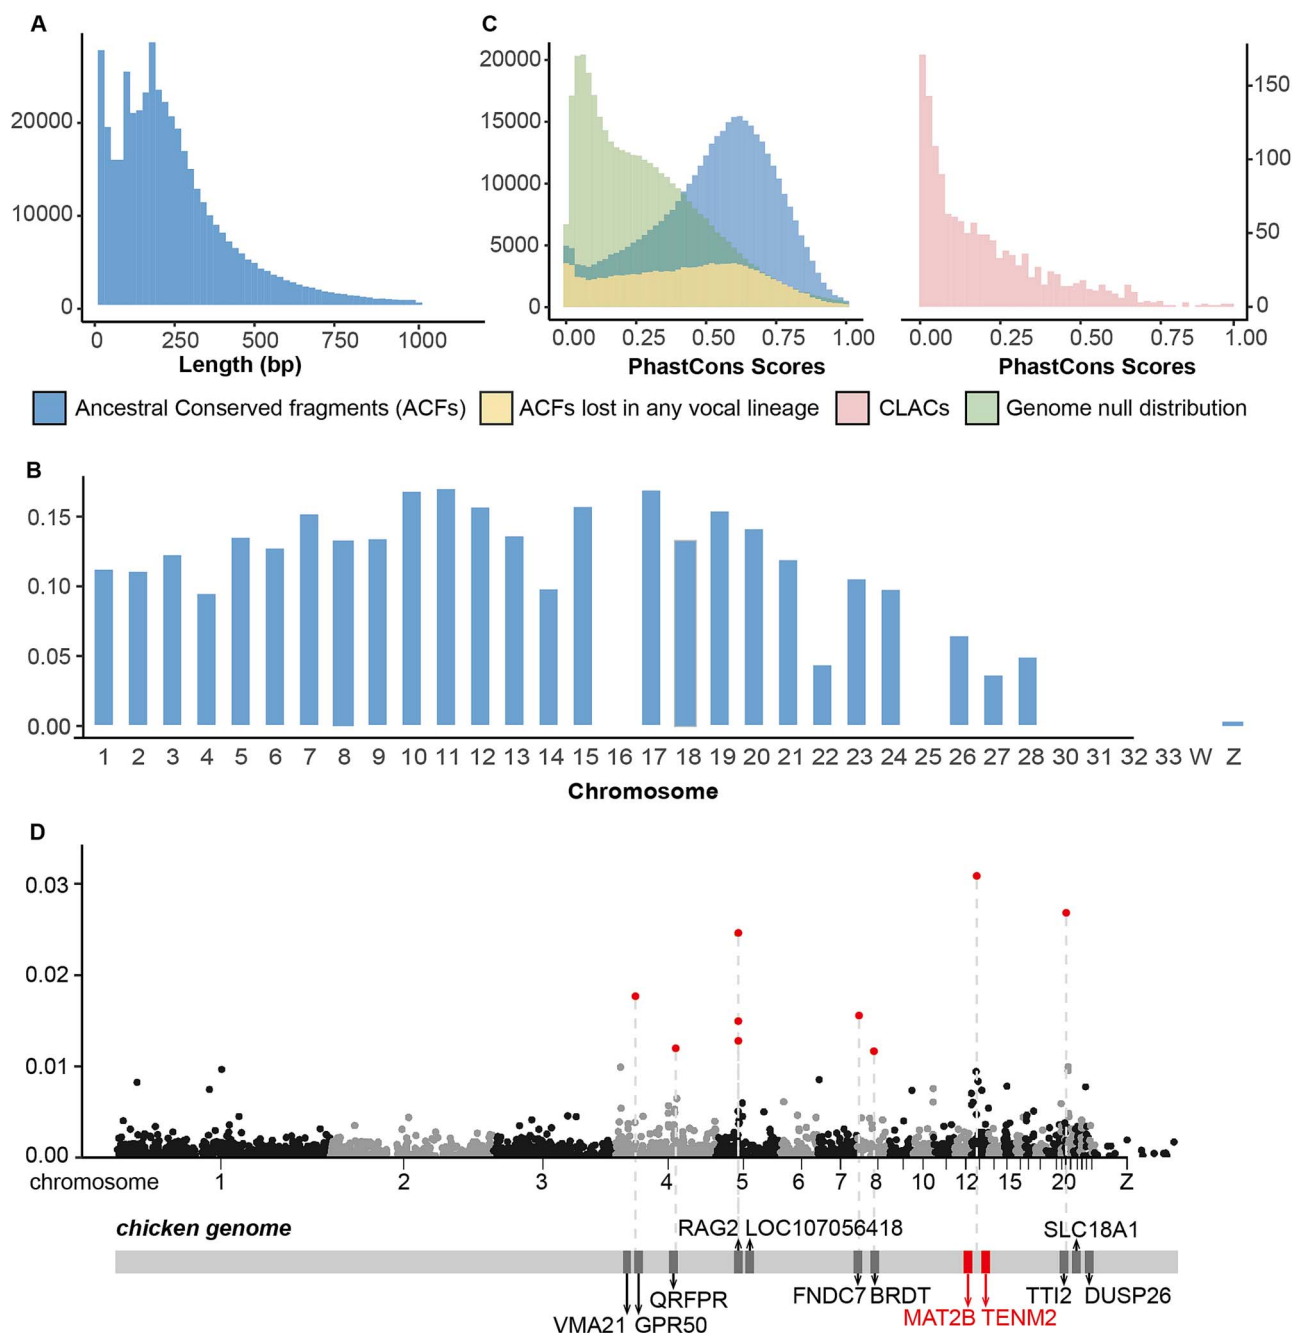 A
20000
10000
0
0 250 500 750 1000
Length (bp)
C
20000
15000
10000
5000
0
0.00 0.25 0.50 0.75 1.00
PhastCons Scores
150
100
50
0
0.00 0.25 0.50 0.75 1.00
PhastCons Scores
Ancestral Conserved fragments (ACFs) ACFs lost in any vocal lineage CLACs Genome null distribution
B
0.15
0.10
0.05
0.00
1 2 3 4 5 6 7 8 9 10 11 12 13 14 15 16 17 18 19 20 21 22 23 24 25 26 27 28 30 31 32 33 W Z
Chromosome
D
0.03
0.02
0.01
0.00
chromosome 1 2 3 4 5 6 7 8 10 12 15 20 Z
chicken genome
RAG2 LOC107056418 SLC18A1
QRFPR FNDC7 BRDT TTI2 DUSP26
VMA21 GPR50 MAT2B TENM2